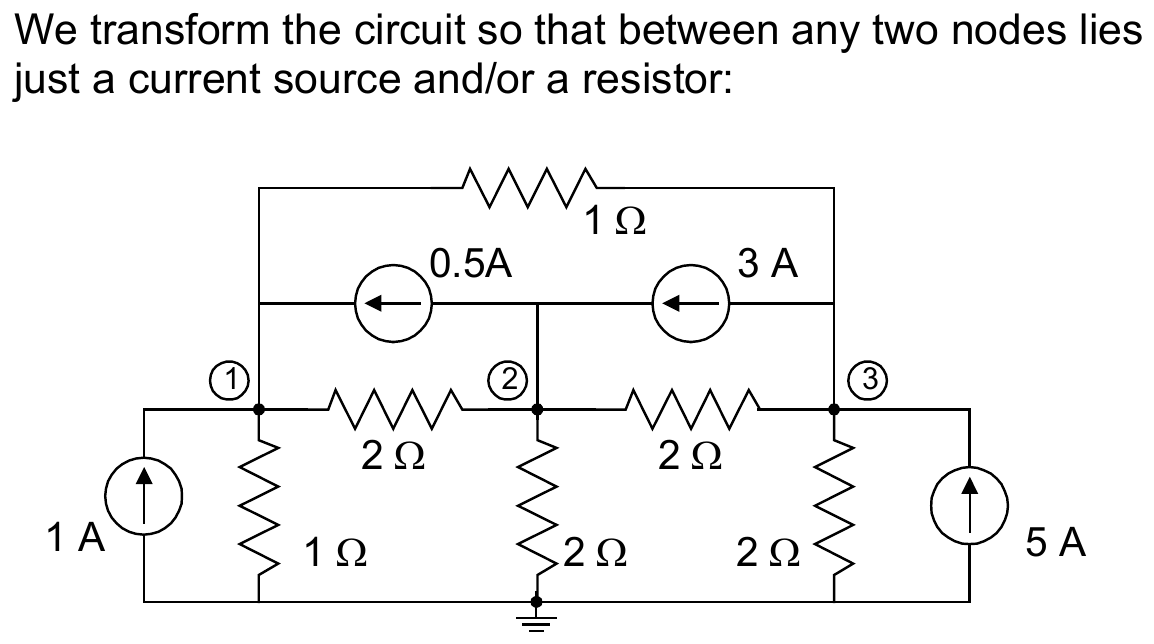 We transform the circuit so that between any two nodes lies
just a current source and/or a resistor:
1 Ω
0.5A
3 A
1
2
3
2 Ω
2 Ω
1 A
1 Ω
2 Ω
2 Ω
5 A